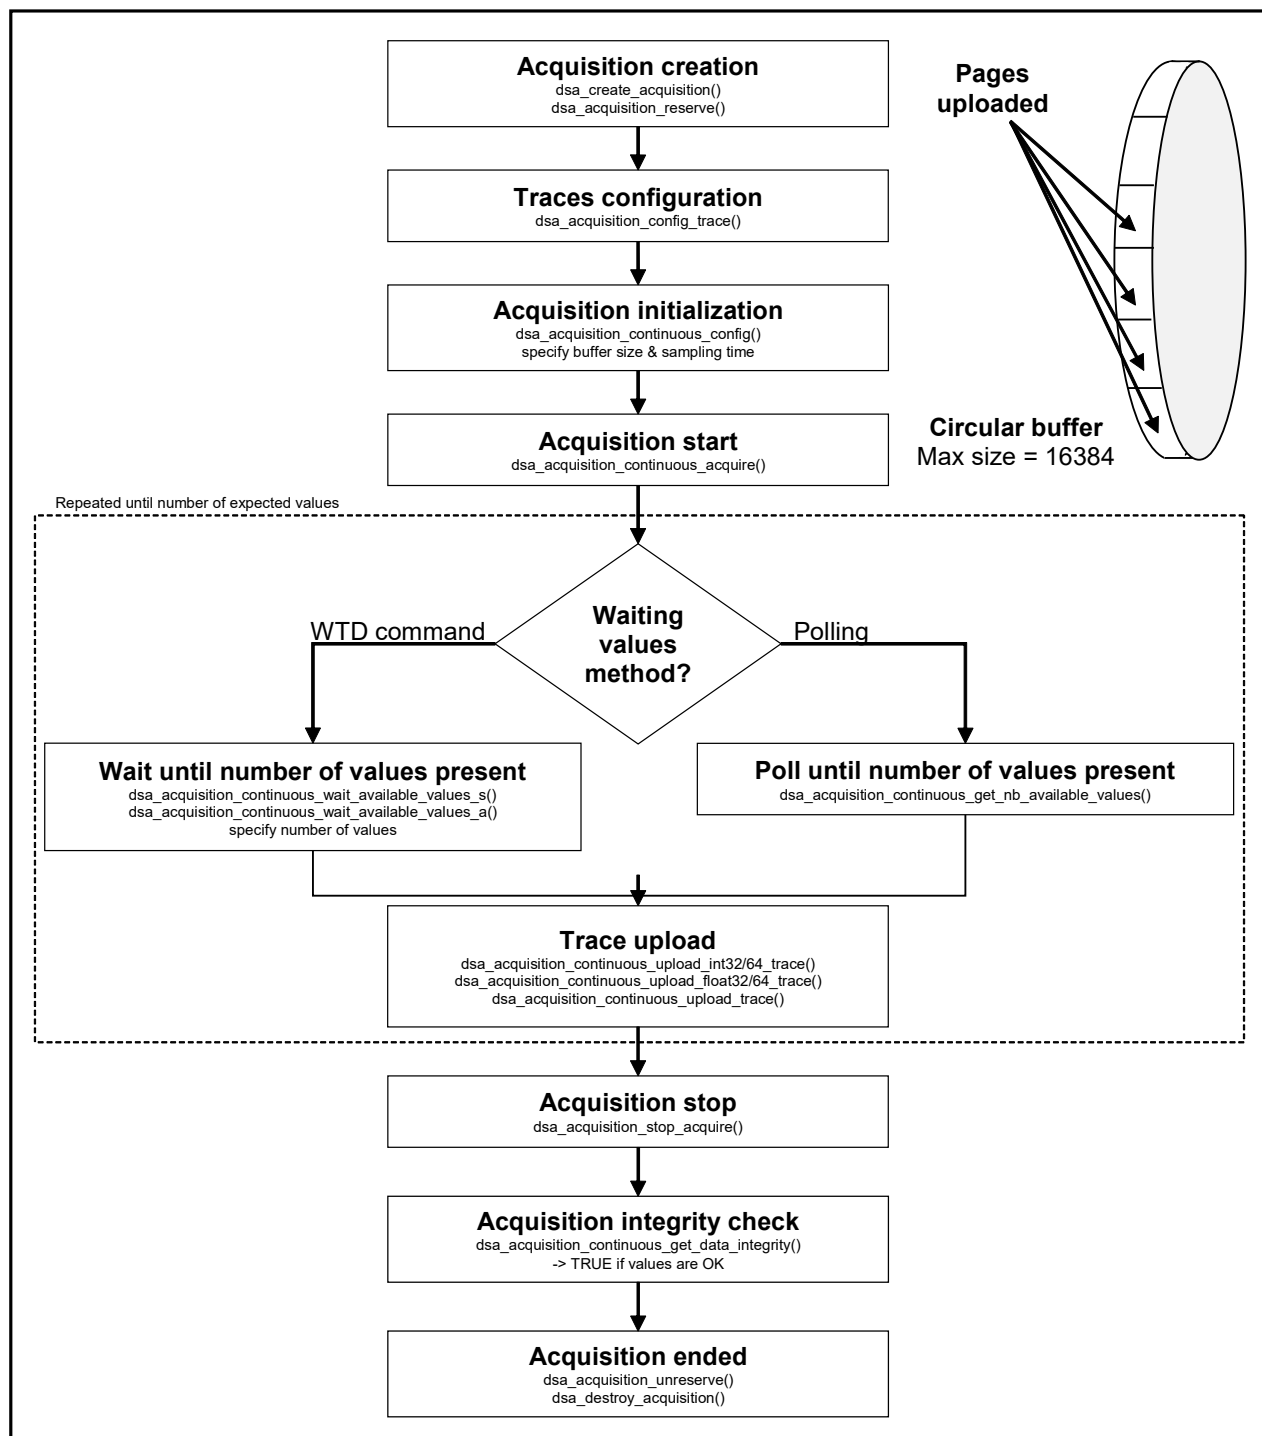 Acquisition creation
dsa_create_acquisition()
dsa_acquisition_reserve()
Pages
uploaded
Traces configuration
dsa_acquisition_config_trace()
Acquisition initialization
dsa_acquisition_continuous_config()
specify buffer size & sampling time
Circular buffer
Max size = 16384
Acquisition start
dsa_acquisition_continuous_acquire()
Repeated until number of expected values
Waiting
values
method?
WTD command
Polling
Wait until number of values present
dsa_acquisition_continuous_wait_available_values_s()
dsa_acquisition_continuous_wait_available_values_a()
specify number of values
Poll until number of values present
dsa_acquisition_continuous_get_nb_available_values()
Trace upload
dsa_acquisition_continuous_upload_int32/64_trace()
dsa_acquisition_continuous_upload_float32/64_trace()
dsa_acquisition_continuous_upload_trace()
Acquisition stop
dsa_acquisition_stop_acquire()
Acquisition integrity check
dsa_acquisition_continuous_get_data_integrity()
-> TRUE if values are OK
Acquisition ended
dsa_acquisition_unreserve()
dsa_destroy_acquisition()